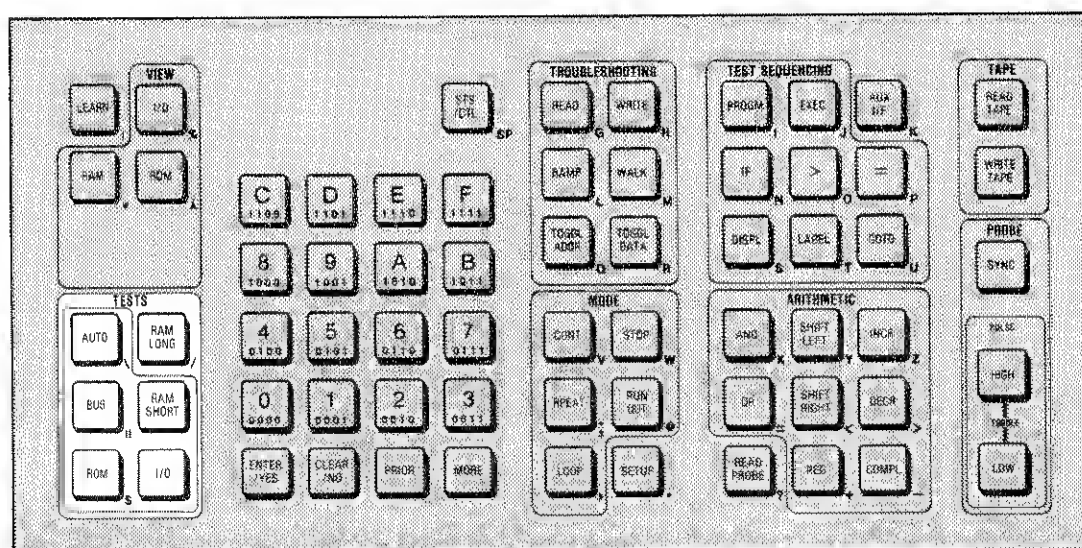 VIEW
LEARN
I/O
%
RAM
#
ROM
TESTS
AUTO
\
RAM
LONG
/
BUS
RAM
SHORT
ROM
$
I/O
STS
/CTL
SP
C
1100
D
1101
E
1110
F
1111
8
1000
9
1001
A
1010
B
1011
4
0100
5
0101
6
0110
7
0111
0
0000
1
0001
2
0010
3
0011
ENTER
/YES
CLEAR
/NO
PRIOR
MORE
TROUBLESHOOTING
READ
G
WRITE
H
RAMP
L
WALK
M
TOGGL
ADDR
Q
TOGGL
DATA
R
MODE
CONT
V
STOP
W
RPEAT
RUN
UUT
@
LOOP
SETUP
TEST SEQUENCING
PROGM
I
EXEC
J
AUX
I/F
K
IF
N
>
O
=
P
DISPL
S
LABEL
T
GOTO
U
ARITHMETIC
AND
X
SHIFT
LEFT
Y
INCR
Z
OR
=
SHIFT
RIGHT
<
DECR
>
READ
PROBE
?
REG
+
COMPL
−
TAPE
READ
TAPE
WRITE
TAPE
PROBE
SYNC
PULSE
HIGH
TOGGLE
LOW